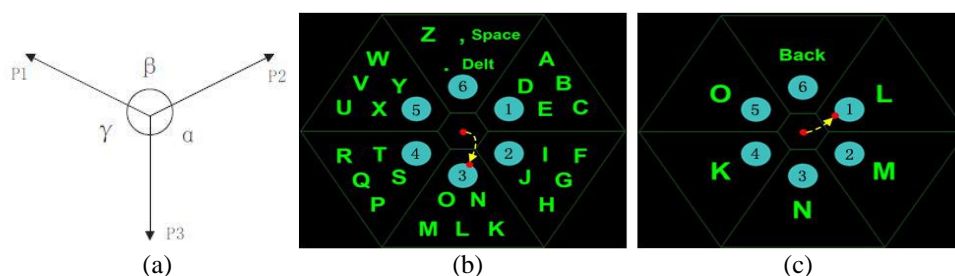 P1
β
P2
γ
α
P3
(a)
Z , Space
. Delt
W
V Y
U X
A
D B
E C
6
5 1
4 2
3
R T
Q S
P
I F
J G
H
O N
M L K
(b)
Back
O L
6
5 1
4 2
3
K M
N
(c)